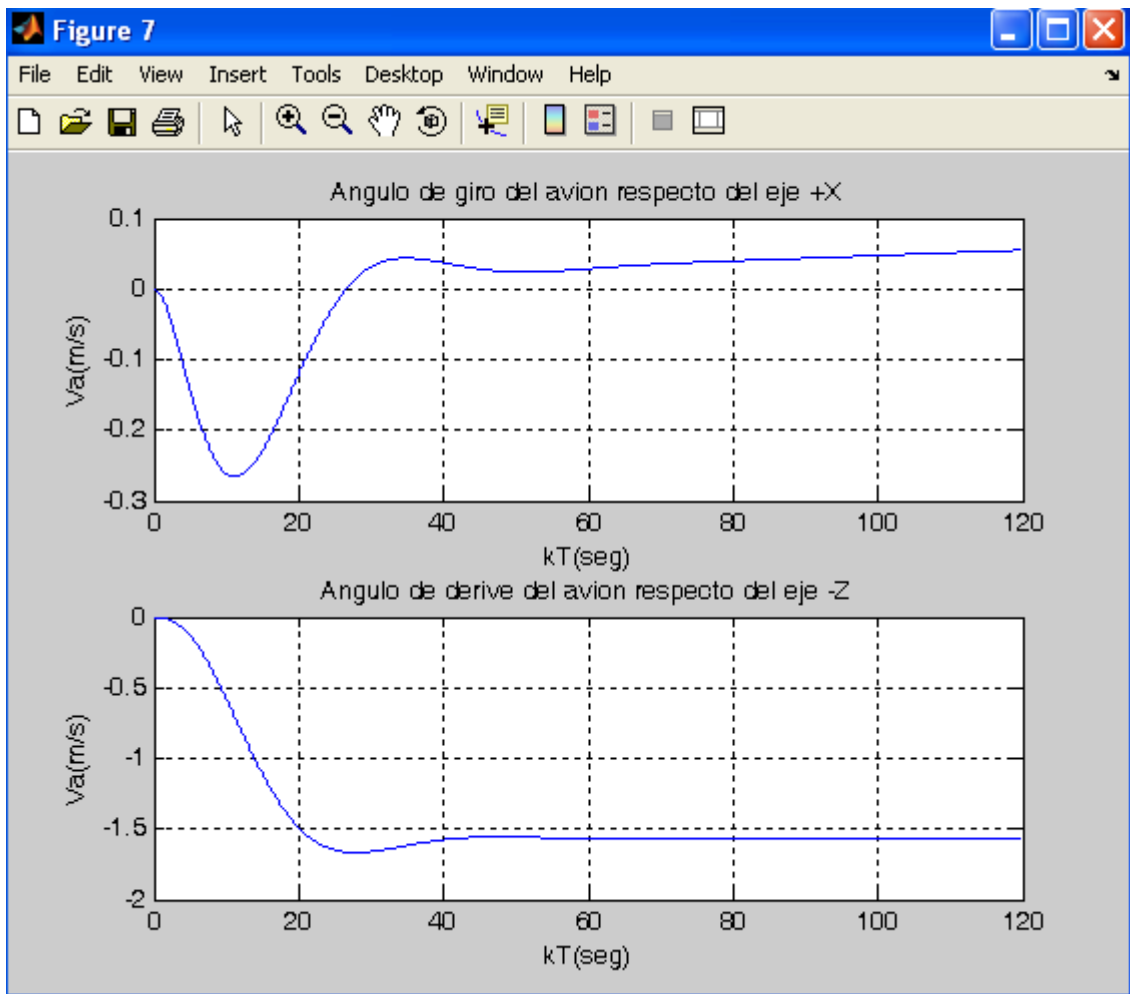 Figure 7
File Edit View Insert Tools Desktop Window Help
Angulo de giro del avion respecto del eje +X
Va(m/s)
0.1
0
-0.1
-0.2
-0.3
0 20 40 60 80 100 120
kT(seg)
Angulo de derive del avion respecto del eje -Z
Va(m/s)
0
-0.5
-1
-1.5
-2
0 20 40 60 80 100 120
kT(seg)